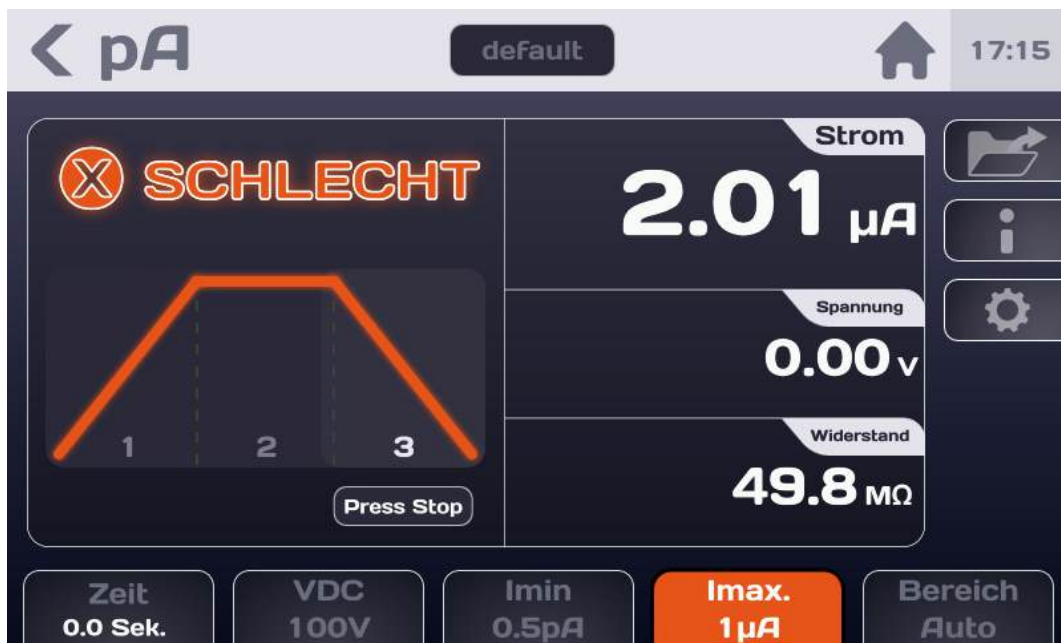 pA
default
17:15
SCHLECHT
Strom
2.01 µA
Spannung
0.00 V
1 2 3
Widerstand
49.8 MΩ
Press Stop
Zeit
0.0 Sek.
VDC
100V
Imin
0.5pA
Imax.
1µA
Bereich
Auto